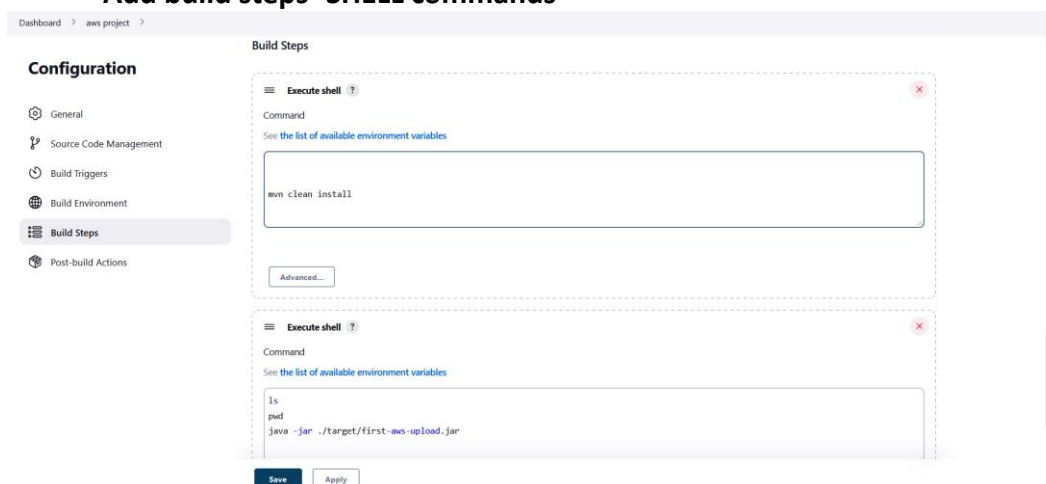 Add build steps- SHELL commands
Dashboard > aws project >
Configuration
General
Source Code Management
Build Triggers
Build Environment
Build Steps
Post-build Actions
Build Steps
Execute shell ?
Command
See the list of available environment variables
mvn clean install
Advanced...
Execute shell ?
Command
See the list of available environment variables
ls
pwd
java -jar ./target/first-aws-upload.jar
Save Apply